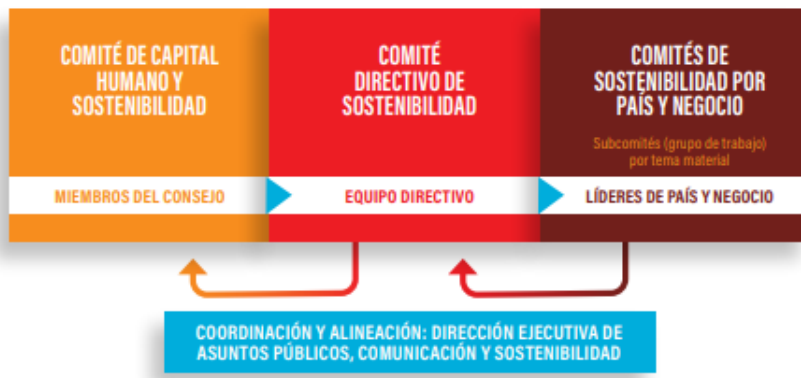 COMITÉ DE CAPITAL
HUMANO Y
SOSTENIBILIDAD
MIEMBROS DEL CONSEJO
COMITÉ
DIRECTIVO DE
SOSTENIBILIDAD
EQUIPO DIRECTIVO
COMITÉS DE
SOSTENIBILIDAD POR
PAÍS Y NEGOCIO
Subcomités (grupo de trabajo)
por tema material
LÍDERES DE PAÍS Y NEGOCIO
COORDINACIÓN Y ALINEACIÓN: DIRECCIÓN EJECUTIVA DE
ASUNTOS PÚBLICOS, COMUNICACIÓN Y SOSTENIBILIDAD